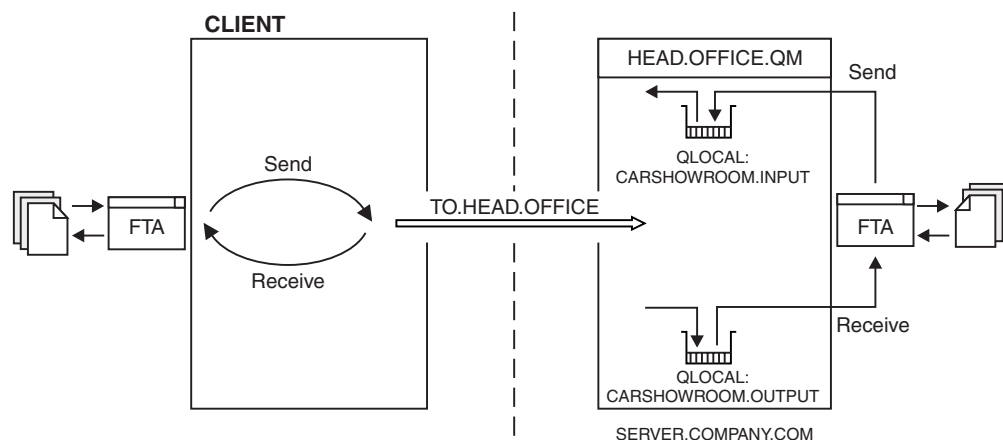 CLIENT
HEAD.OFFICE.QM
Send
QLOCAL:
CARSHOWROOM.INPUT
Send
TO.HEAD.OFFICE
FTA
FTA
Receive
Receive
QLOCAL:
CARSHOWROOM.OUTPUT
SERVER.COMPANY.COM